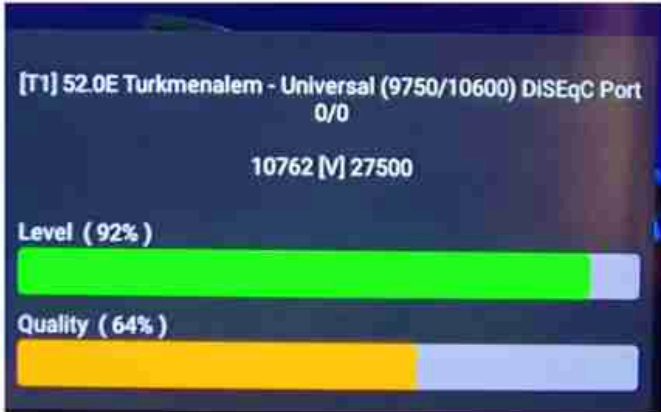 [T1] 52.0E Turkmenalem - Universal (9750/10600) DiSEqC Port
0/0
10762 [V] 27500
Level ( 92% )
Quality ( 64% )